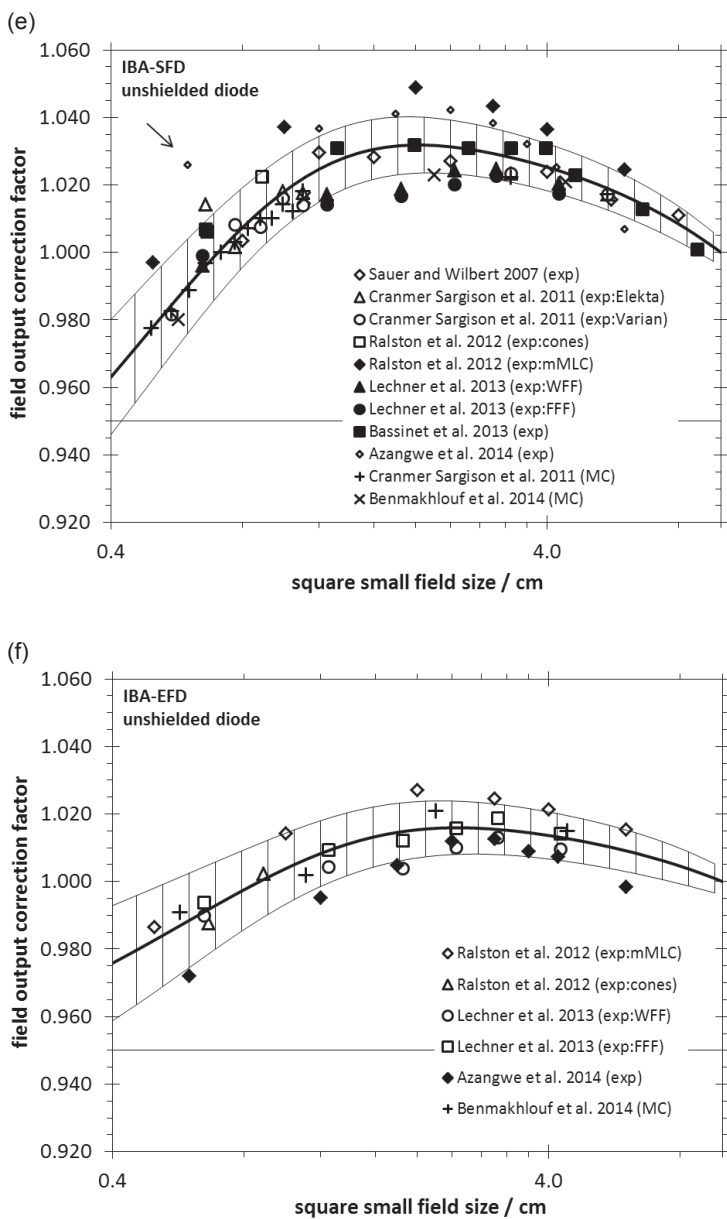 (e)
1.060
1.040
1.020
1.000
0.980
0.960
0.940
0.920
field output correction factor
IBA-SFD
unshielded diode
Sauer and Wilbert 2007 (exp)
Cranmer Sargison et al. 2011 (exp:Elekta)
Cranmer Sargison et al. 2011 (exp:Varian)
Ralston et al. 2012 (exp:cones)
Ralston et al. 2012 (exp:mMLC)
Lechner et al. 2013 (exp:WFF)
Lechner et al. 2013 (exp:FFF)
Bassinet et al. 2013 (exp)
Azangwe et al. 2014 (exp)
Cranmer Sargison et al. 2011 (MC)
Benmakhlouf et al. 2014 (MC)
0.4
4.0
square small field size / cm
(f)
1.060
1.040
1.020
1.000
0.980
0.960
0.940
0.920
field output correction factor
IBA-EFD
unshielded diode
Ralston et al. 2012 (exp:mMLC)
Ralston et al. 2012 (exp:cones)
Lechner et al. 2013 (exp:WFF)
Lechner et al. 2013 (exp:FFF)
Azangwe et al. 2014 (exp)
Benmakhlouf et al. 2014 (MC)
0.4
4.0
square small field size / cm